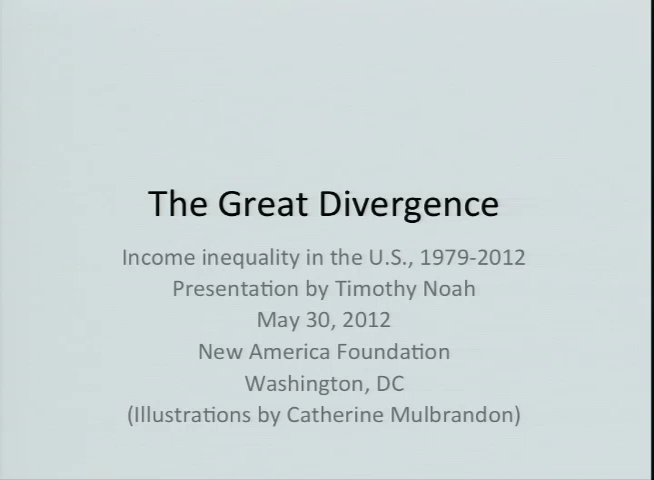 The Great Divergence
Income inequality in the U.S., 1979-2012
Presentation by Timothy Noah
May 30, 2012
New America Foundation
Washington, DC
(Illustrations by Catherine Mulbrandon)